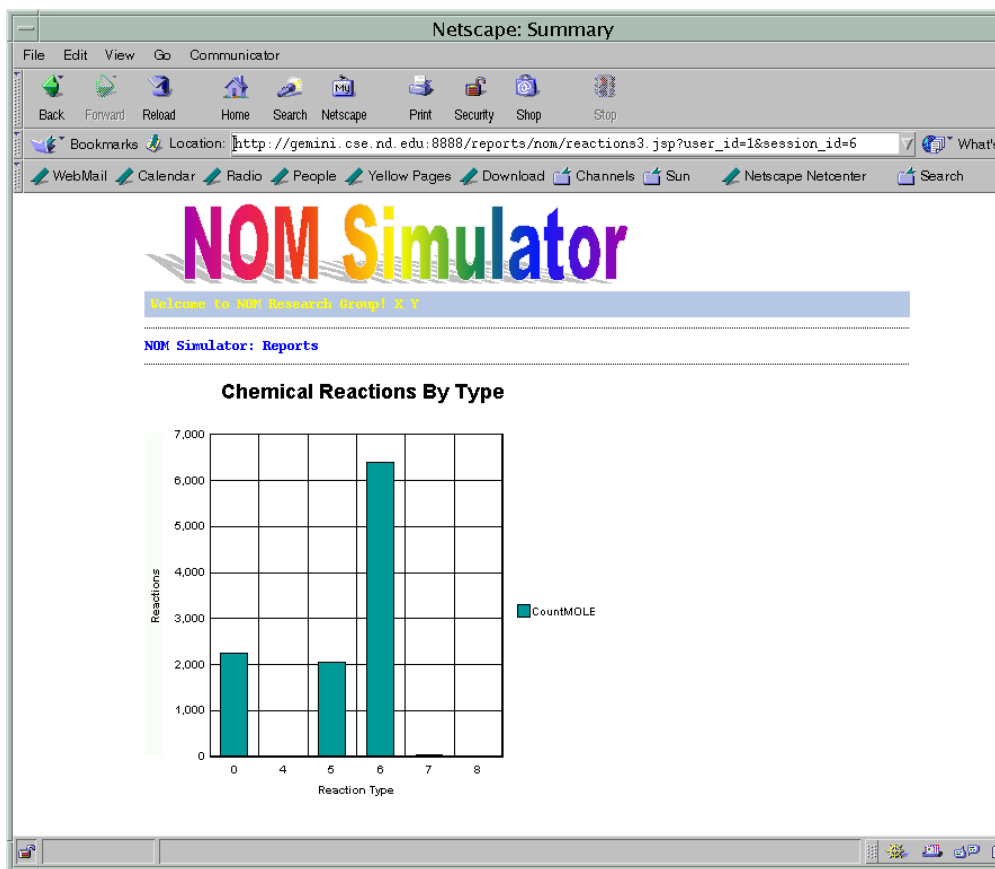 Netscape: Summary
File Edit View Go Communicator
Back Forward Reload Home Search Netscape Print Security Shop Stop
Bookmarks Location: http://gemini.cse.nd.edu:8888/reports/nom/reactions3.jsp?user_id=1&session_id=6 What's
WebMail Calendar Radio People Yellow Pages Download Channels Sun Netscape Netcenter Search
NOM Simulator
Welcome to NOM Research Group! X Y
NOM Simulator: Reports
Chemical Reactions By Type
7,000
6,000
5,000
4,000
3,000
2,000
1,000
0
Reactions
CountMOLE
0 4 5 6 7 8
Reaction Type